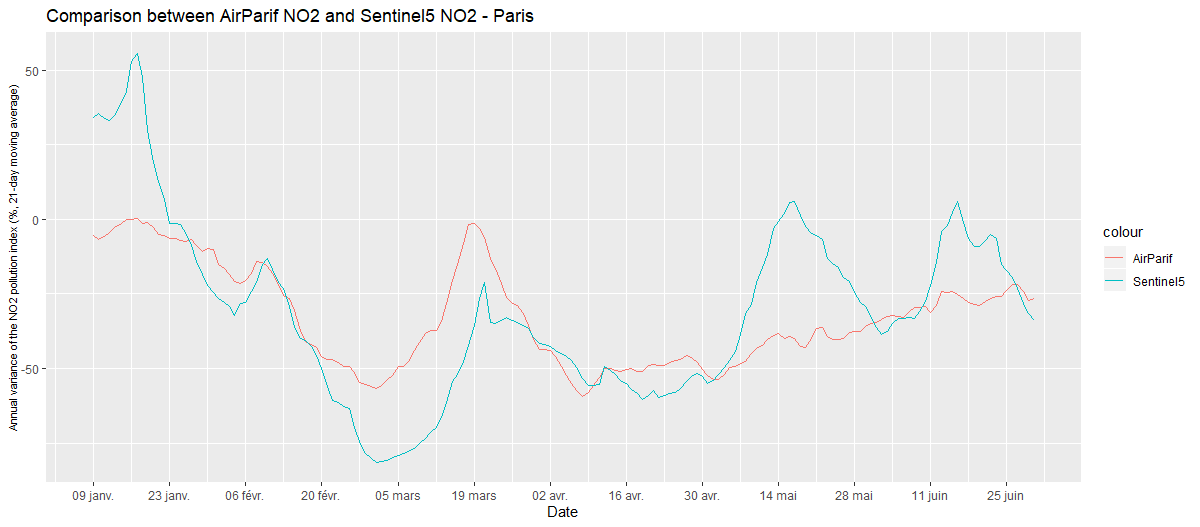 Comparison between AirParif NO2 and Sentinel5 NO2 - Paris
Annual variance of the NO2 pollution index (%, 21-day moving average)
50
0
-50
09 janv.
23 janv.
06 févr.
20 févr.
05 mars
19 mars
02 avr.
16 avr.
30 avr.
14 mai
28 mai
11 juin
25 juin
Date
colour
AirParif
Sentinel5